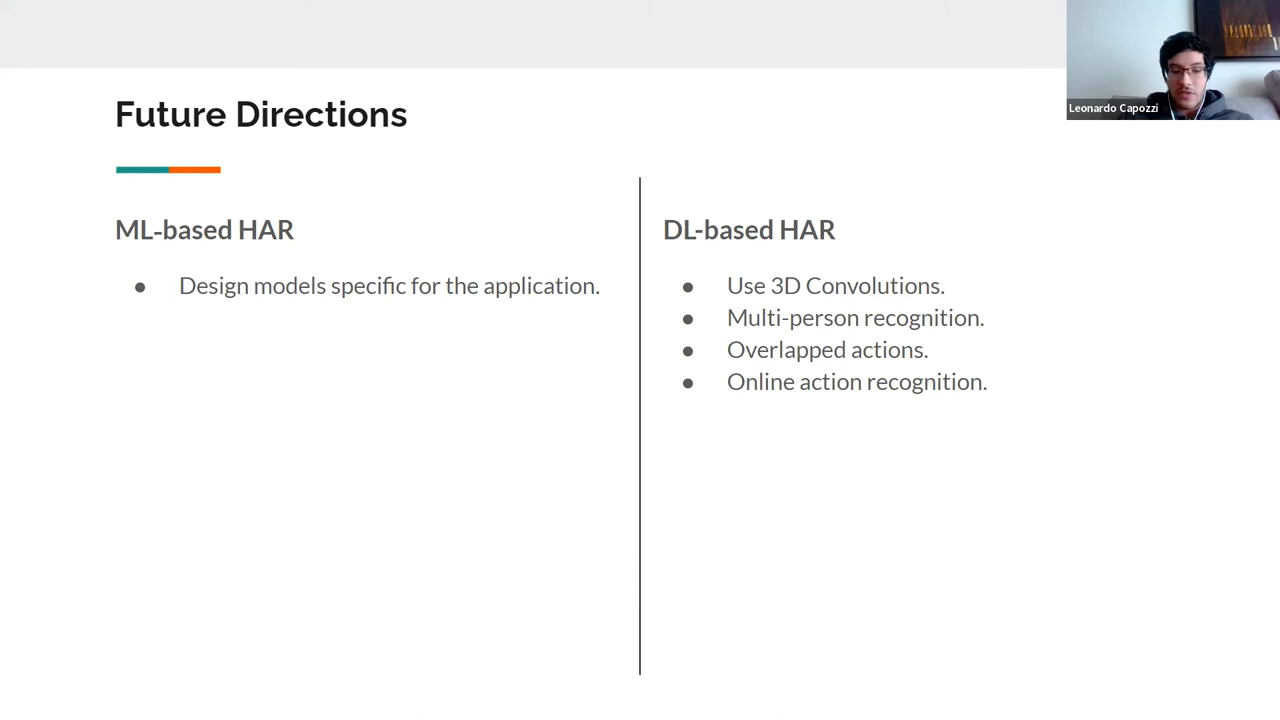 Future Directions
Leonardo Capozzi
ML-based HAR
● Design models specific for the application.
DL-based HAR
● Use 3D Convolutions.
● Multi-person recognition.
● Overlapped actions.
● Online action recognition.